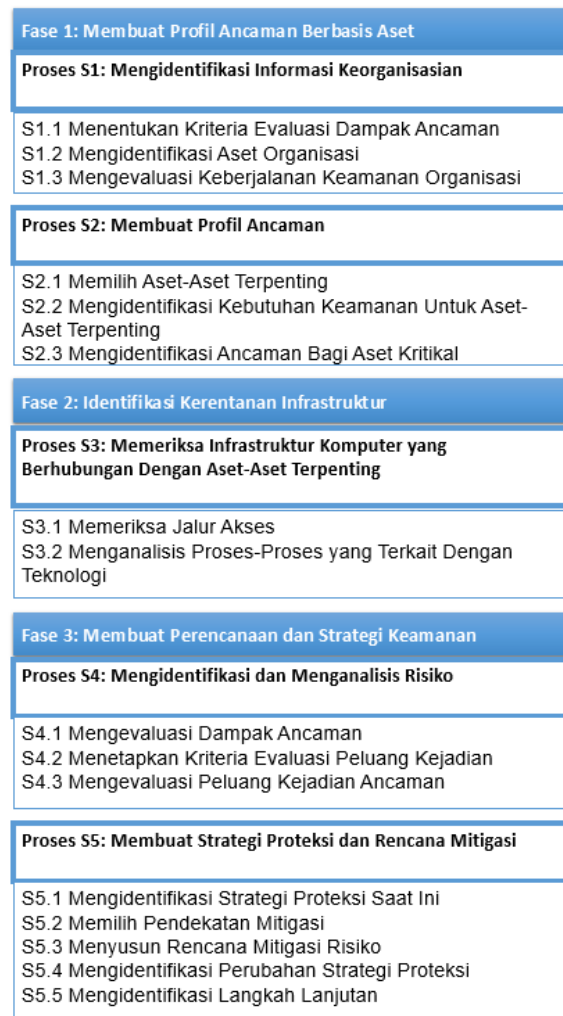 Fase 1: Membuat Profil Ancaman Berbasis Aset
Proses S1: Mengidentifikasi Informasi Keorganisasian
S1.1 Menentukan Kriteria Evaluasi Dampak Ancaman
S1.2 Mengidentifikasi Aset Organisasi
S1.3 Mengevaluasi Keberjalanan Keamanan Organisasi
Proses S2: Membuat Profil Ancaman
S2.1 Memilih Aset-Aset Terpenting
S2.2 Mengidentifikasi Kebutuhan Keamanan Untuk Aset-
Aset Terpenting
S2.3 Mengidentifikasi Ancaman Bagi Aset Kritikal
Fase 2: Identifikasi Kerentanan Infrastruktur
Proses S3: Memeriksa Infrastruktur Komputer yang
Berhubungan Dengan Aset-Aset Terpenting
S3.1 Memeriksa Jalur Akses
S3.2 Menganalisis Proses-Proses yang Terkait Dengan
Teknologi
Fase 3: Membuat Perencanaan dan Strategi Keamanan
Proses S4: Mengidentifikasi dan Menganalisis Risiko
S4.1 Mengevaluasi Dampak Ancaman
S4.2 Menetapkan Kriteria Evaluasi Peluang Kejadian
S4.3 Mengevaluasi Peluang Kejadian Ancaman
Proses S5: Membuat Strategi Proteksi dan Rencana Mitigasi
S5.1 Mengidentifikasi Strategi Proteksi Saat Ini
S5.2 Memilih Pendekatan Mitigasi
S5.3 Menyusun Rencana Mitigasi Risiko
S5.4 Mengidentifikasi Perubahan Strategi Proteksi
S5.5 Mengidentifikasi Langkah Lanjutan